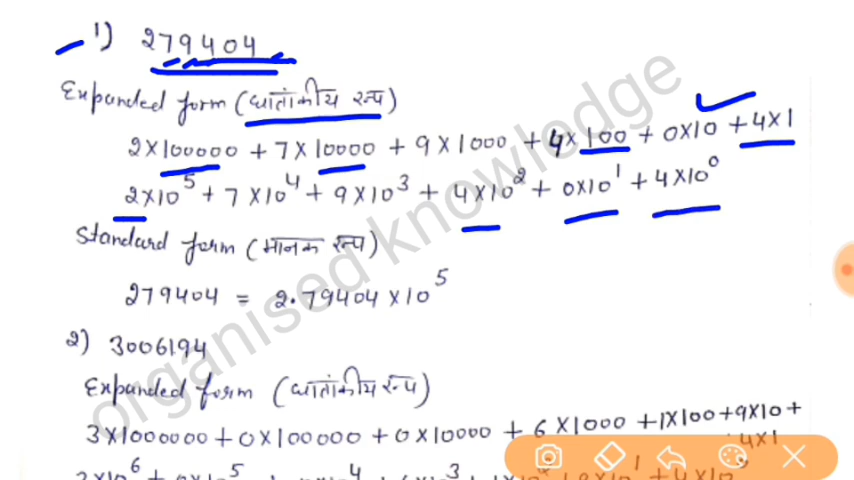 1) 279404
Expanded form (घातांकीय रूप)
2×100000 + 7×10000 + 9×1000 + 4×100 + 0×10 + 4×1
2×10⁵ + 7×10⁴ + 9×10³ + 4×10² + 0×10¹ + 4×10⁰
Standard form (मानक रूप)
279404 = 2.79404×10⁵
2) 3006194
Expanded form (घातांकीय रूप)
3×1000000 + 0×100000 + 0×10000 + 6×1000 + 1×100 + 9×10 +
4×1
organised knowledge